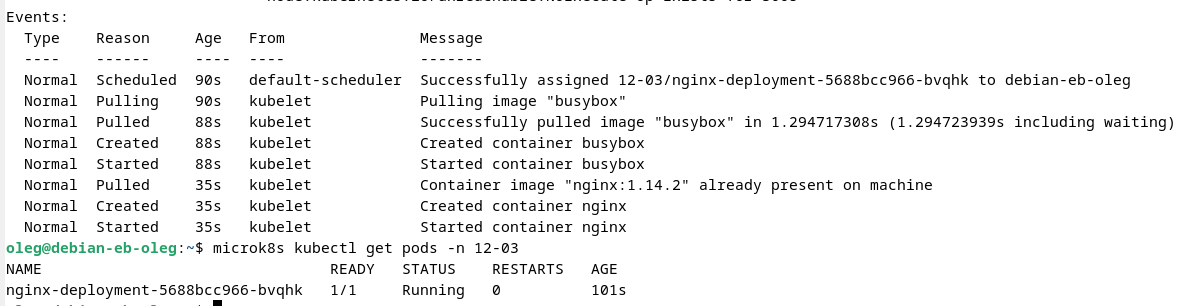 Events:
  Type    Reason     Age   From               Message
  ----    ------     ----  ----               -------
  Normal  Scheduled  90s   default-scheduler  Successfully assigned 12-03/nginx-deployment-5688bcc966-bvqhk to debian-eb-oleg
  Normal  Pulling    90s   kubelet            Pulling image "busybox"
  Normal  Pulled     88s   kubelet            Successfully pulled image "busybox" in 1.294717308s (1.294723939s including waiting)
  Normal  Created    88s   kubelet            Created container busybox
  Normal  Started    88s   kubelet            Started container busybox
  Normal  Pulled     35s   kubelet            Container image "nginx:1.14.2" already present on machine
  Normal  Created    35s   kubelet            Created container nginx
  Normal  Started    35s   kubelet            Started container nginx
oleg@debian-eb-oleg:~$ microk8s kubectl get pods -n 12-03
NAME                                READY   STATUS    RESTARTS   AGE
nginx-deployment-5688bcc966-bvqhk   1/1     Running   0          101s